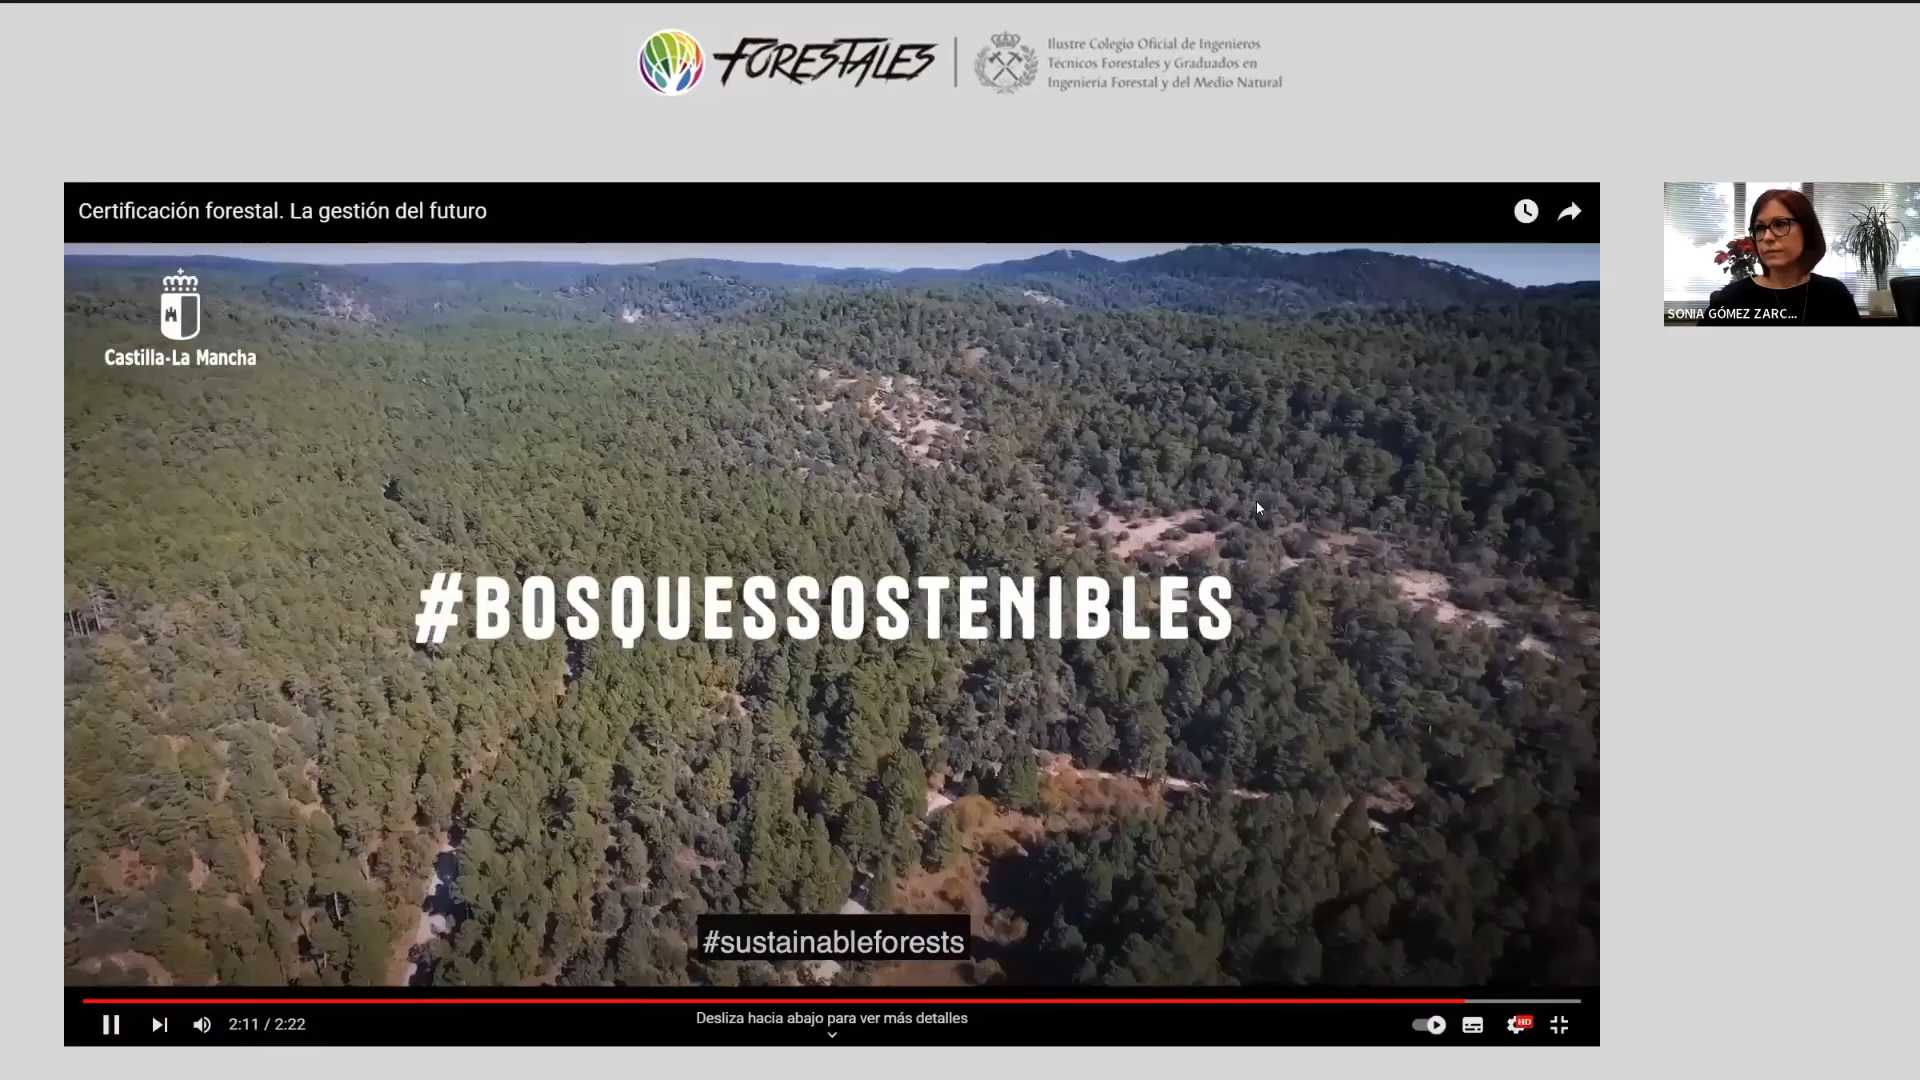 FORESTALES
Ilustre Colegio Oficial de Ingenieros
Técnicos Forestales y Graduados en
Ingeniería Forestal y del Medio Natural
Certificación forestal. La gestión del futuro
Castilla-La Mancha
SONIA GÓMEZ ZARC...
#BOSQUESSOSTENIBLES
#sustainableforests
2:11 / 2:22
Desliza hacia abajo para ver más detalles
HD